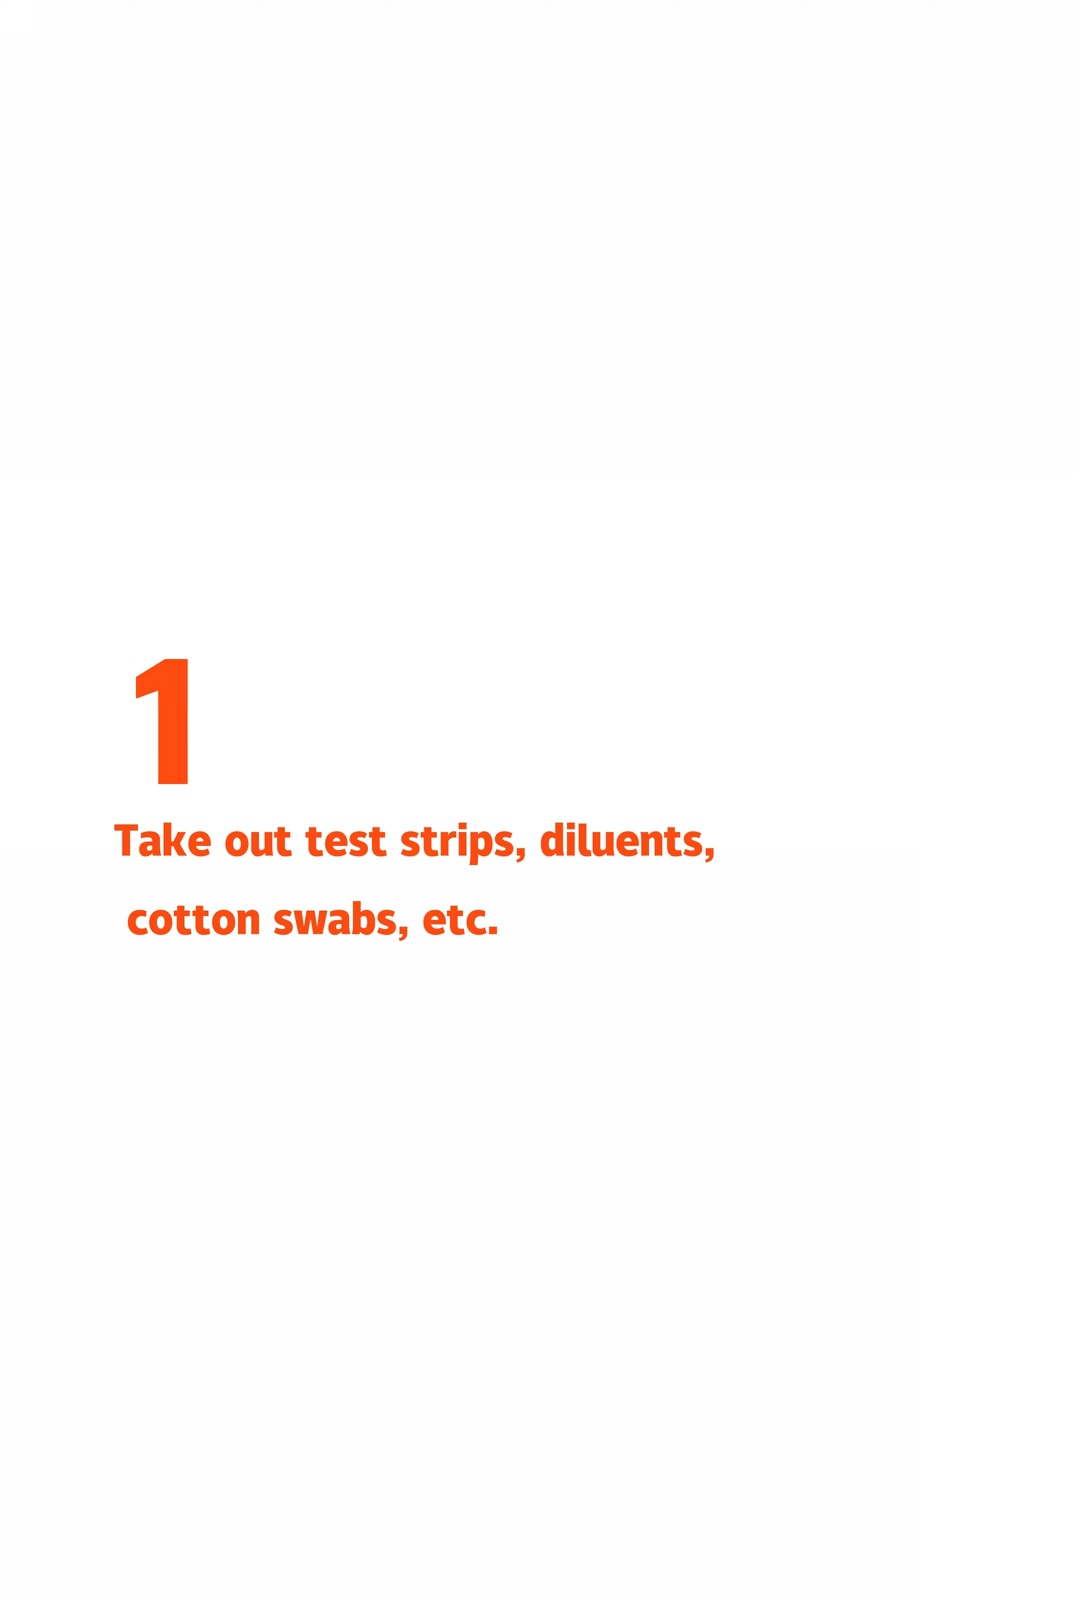 1
Take out test strips, diluents,
cotton swabs, etc.